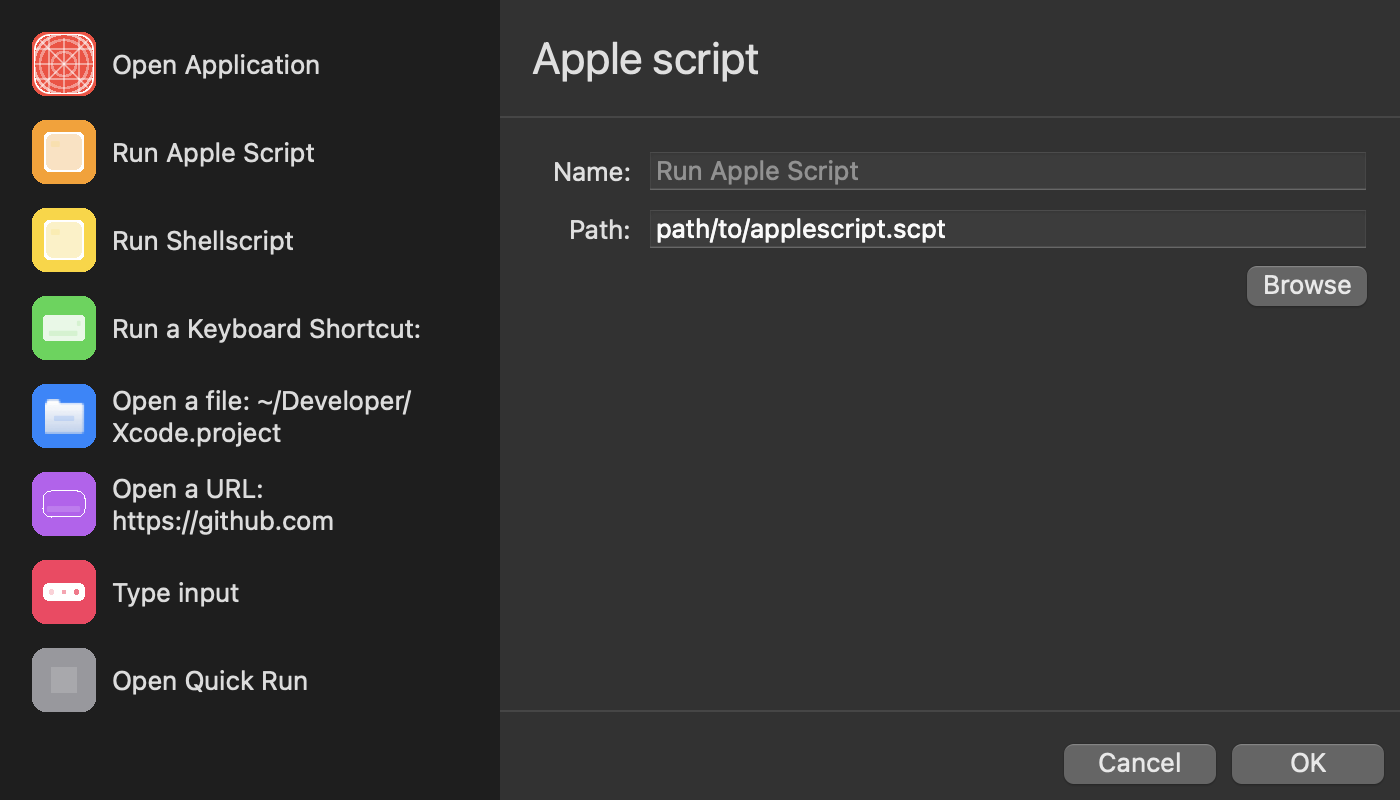 Open Application
Run Apple Script
Run Shellscript
Run a Keyboard Shortcut:
Open a file: ~/Developer/
Xcode.project
Open a URL:
https://github.com
Type input
Open Quick Run
Apple script
Name: Run Apple Script
Path: path/to/applescript.scpt
Browse
Cancel OK